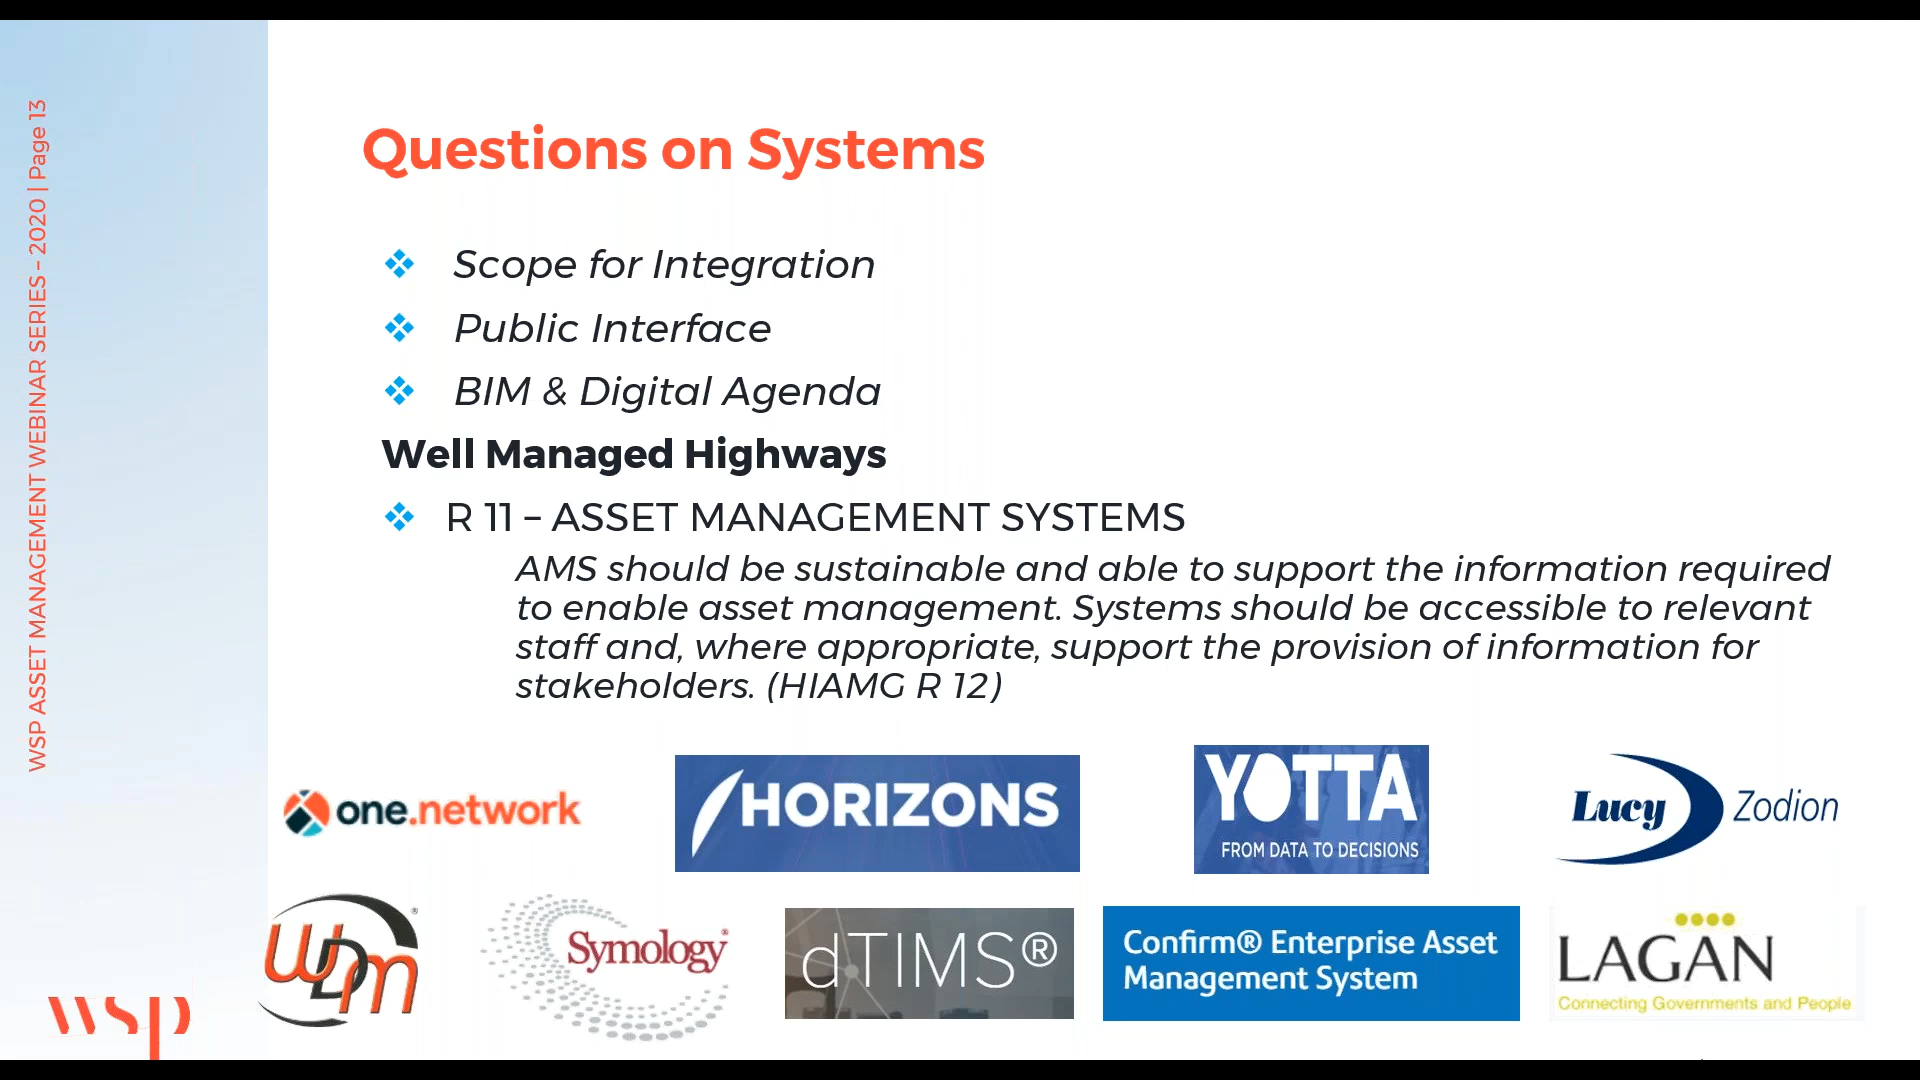 WSP ASSET MANAGEMENT WEBINAR SERIES – 2020 | Page 13
Questions on Systems
❖ Scope for Integration
❖ Public Interface
❖ BIM & Digital Agenda
Well Managed Highways
❖ R 11 – ASSET MANAGEMENT SYSTEMS
AMS should be sustainable and able to support the information required
to enable asset management. Systems should be accessible to relevant
staff and, where appropriate, support the provision of information for
stakeholders. (HIAMG R 12)
one.network
HORIZONS
YOTTA
FROM DATA TO DECISIONS
Lucy Zodion
WDM®
Symology®
dTIMS®
Confirm® Enterprise Asset
Management System
LAGAN
Connecting Governments and People
wsp